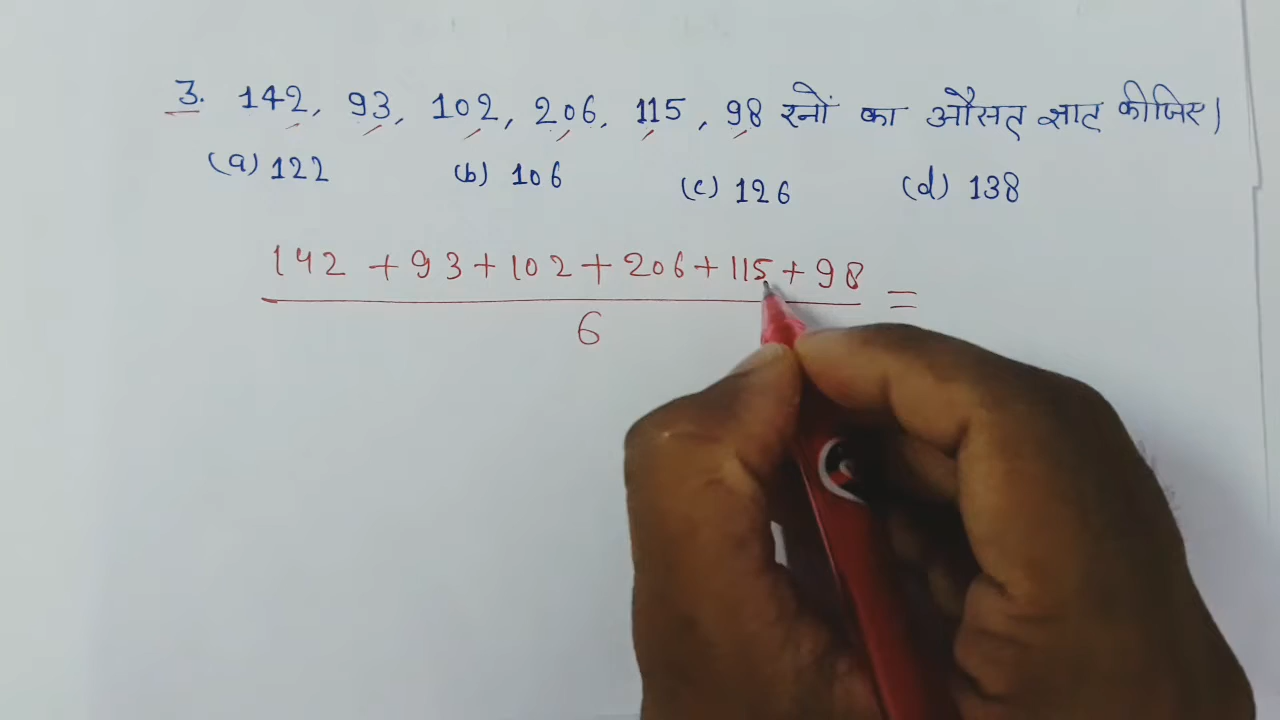 3. 142, 93, 102, 206, 115, 98 रनों का औसत ज्ञात कीजिए।
(a) 122 (b) 106 (c) 126 (d) 138
142 + 93 + 102 + 206 + 115 + 98 =
6